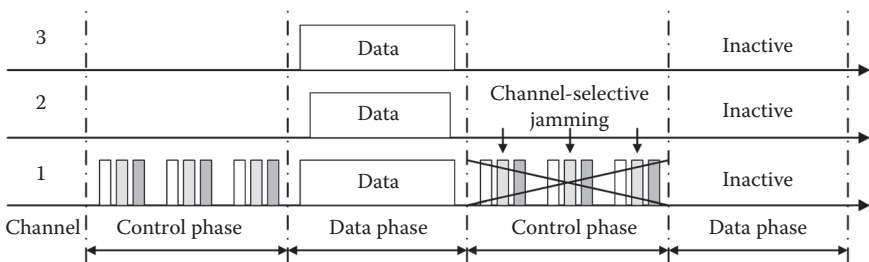 3
Data
Inactive
2
Data
Channel-selective
jamming
Inactive
1
Data
Inactive
Channel
Control phase
Data phase
Control phase
Data phase